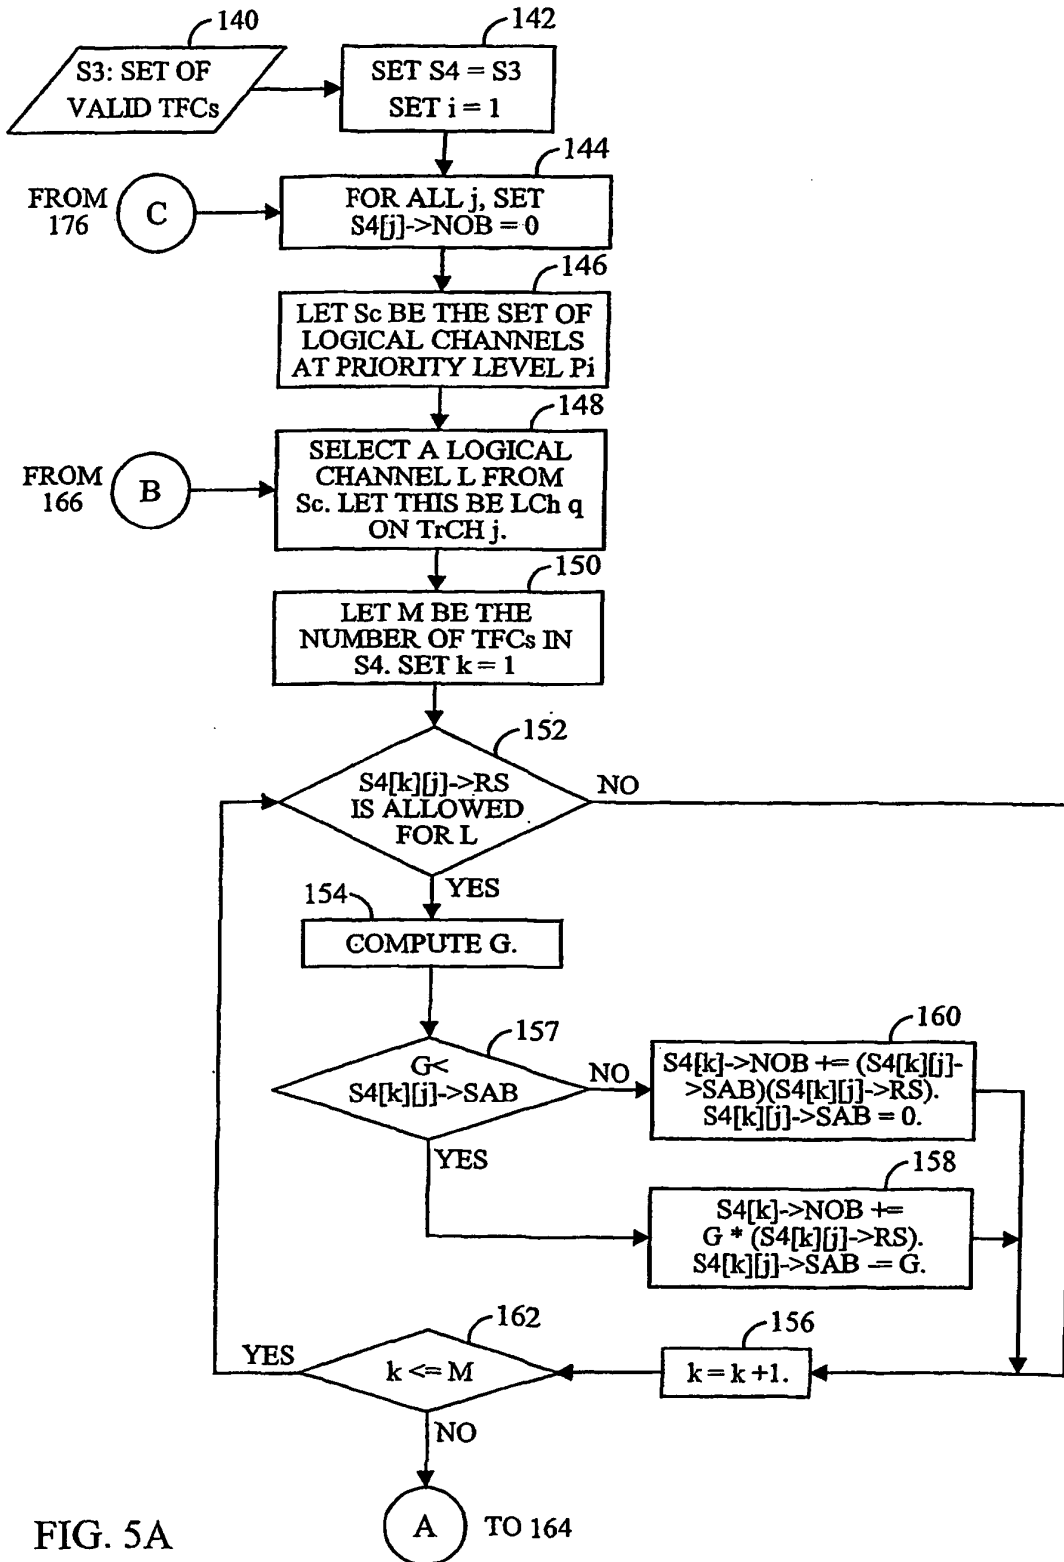 140
S3: SET OF
VALID TFCs
142
SET S4 = S3
SET i = 1
144
FROM
176
C
FOR ALL j, SET
S4[j]->NOB = 0
146
LET Sc BE THE SET OF
LOGICAL CHANNELS
AT PRIORITY LEVEL Pi
148
FROM
166
B
SELECT A LOGICAL
CHANNEL L FROM
Sc. LET THIS BE LCh q
ON TrCH j.
150
LET M BE THE
NUMBER OF TFCs IN
S4. SET k = 1
152
S4[k][j]->RS
IS ALLOWED
FOR L
NO
YES
154
COMPUTE G.
157
G<
S4[k][j]->SAB
NO
YES
160
S4[k]->NOB += (S4[k][j]-
>SAB)(S4[k][j]->RS).
S4[k][j]->SAB = 0.
158
S4[k]->NOB +=
G * (S4[k][j]->RS).
S4[k][j]->SAB -= G.
162
YES
k <= M
156
k = k +1.
NO
A
TO 164
FIG. 5A